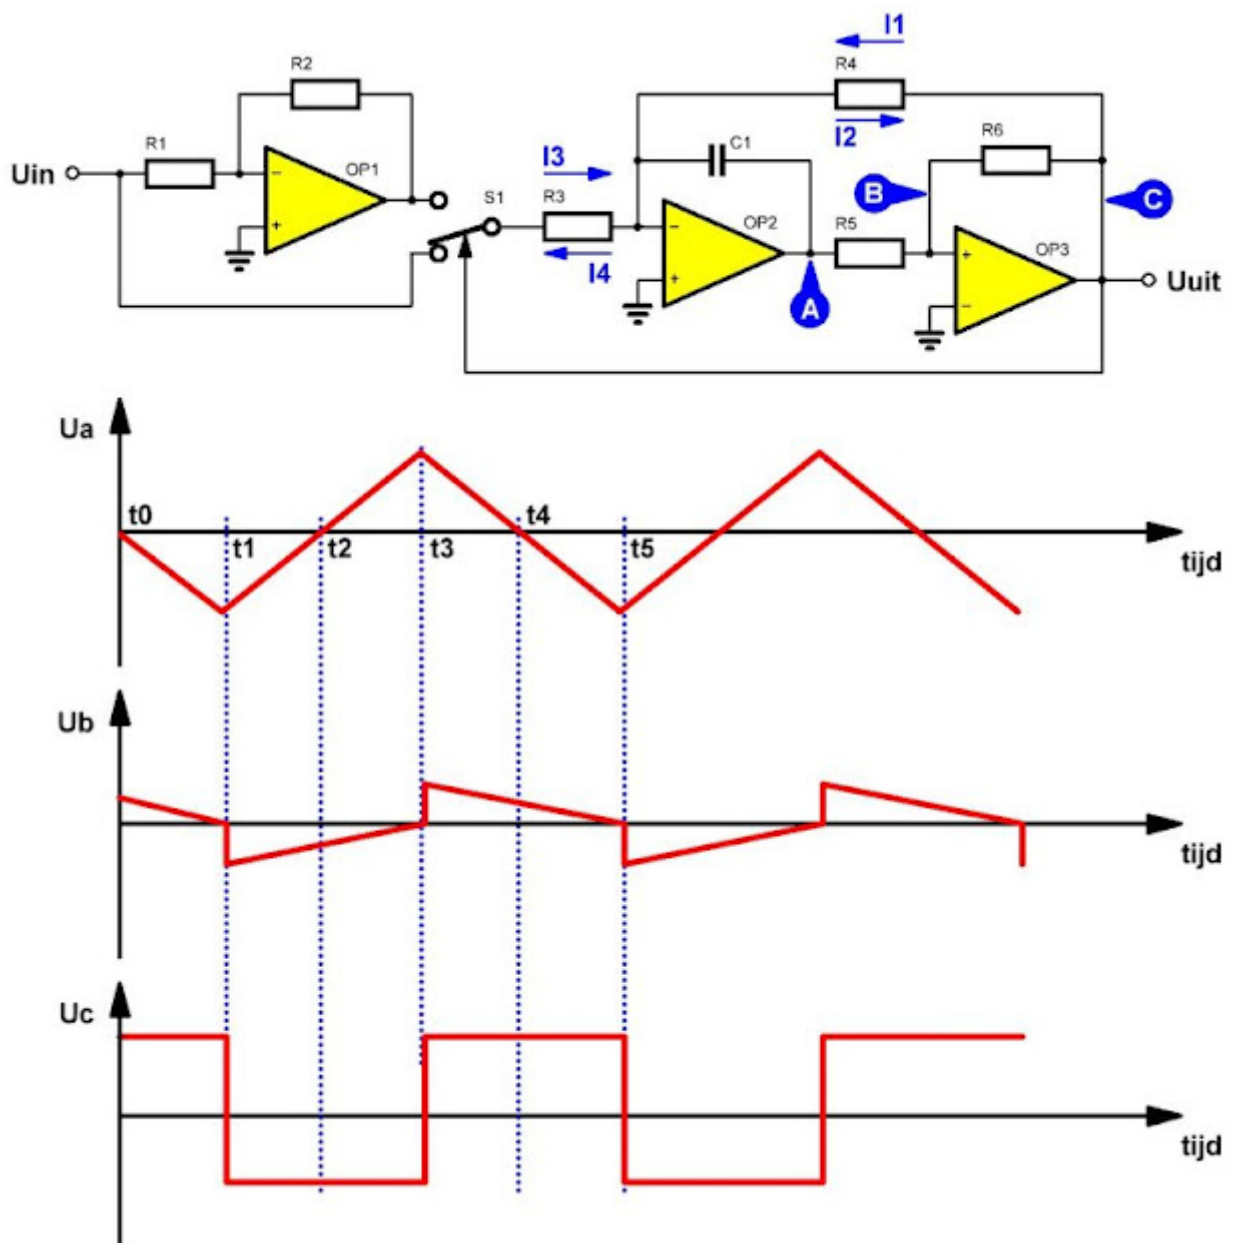 I1
R2
R4
R1
I2
R6
C1
Uin
OP1
I3
B
C
S1
R3
OP2
R5
OP3
−
+
−
+
+
−
I4
A
Uuit
Ua
t0
t4
t1
t2
t3
t5
tijd
Ub
tijd
Uc
tijd